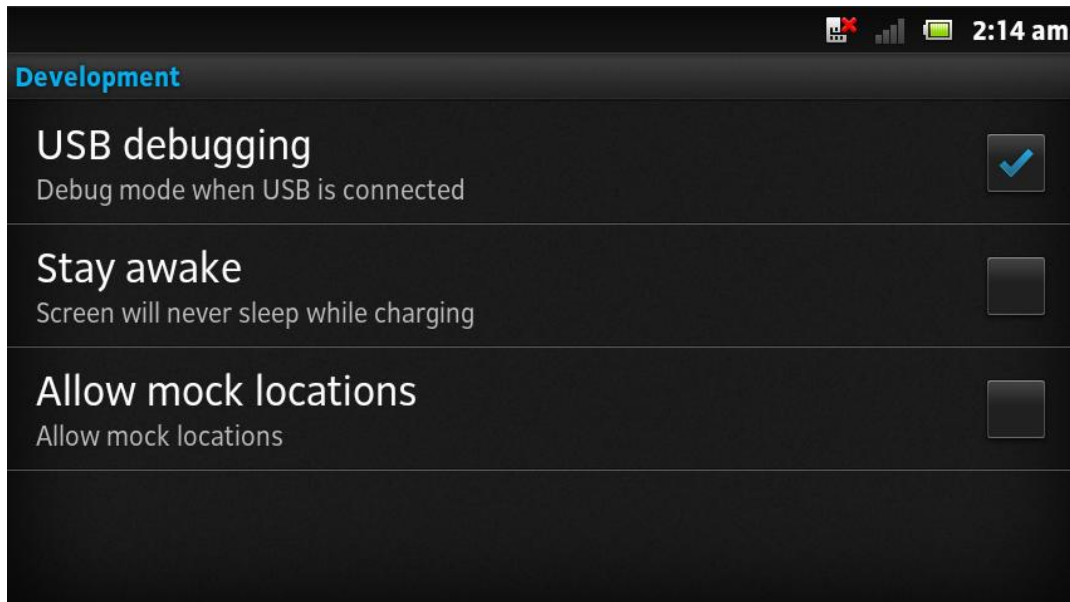 2:14 am
Development
USB debugging
Debug mode when USB is connected
Stay awake
Screen will never sleep while charging
Allow mock locations
Allow mock locations